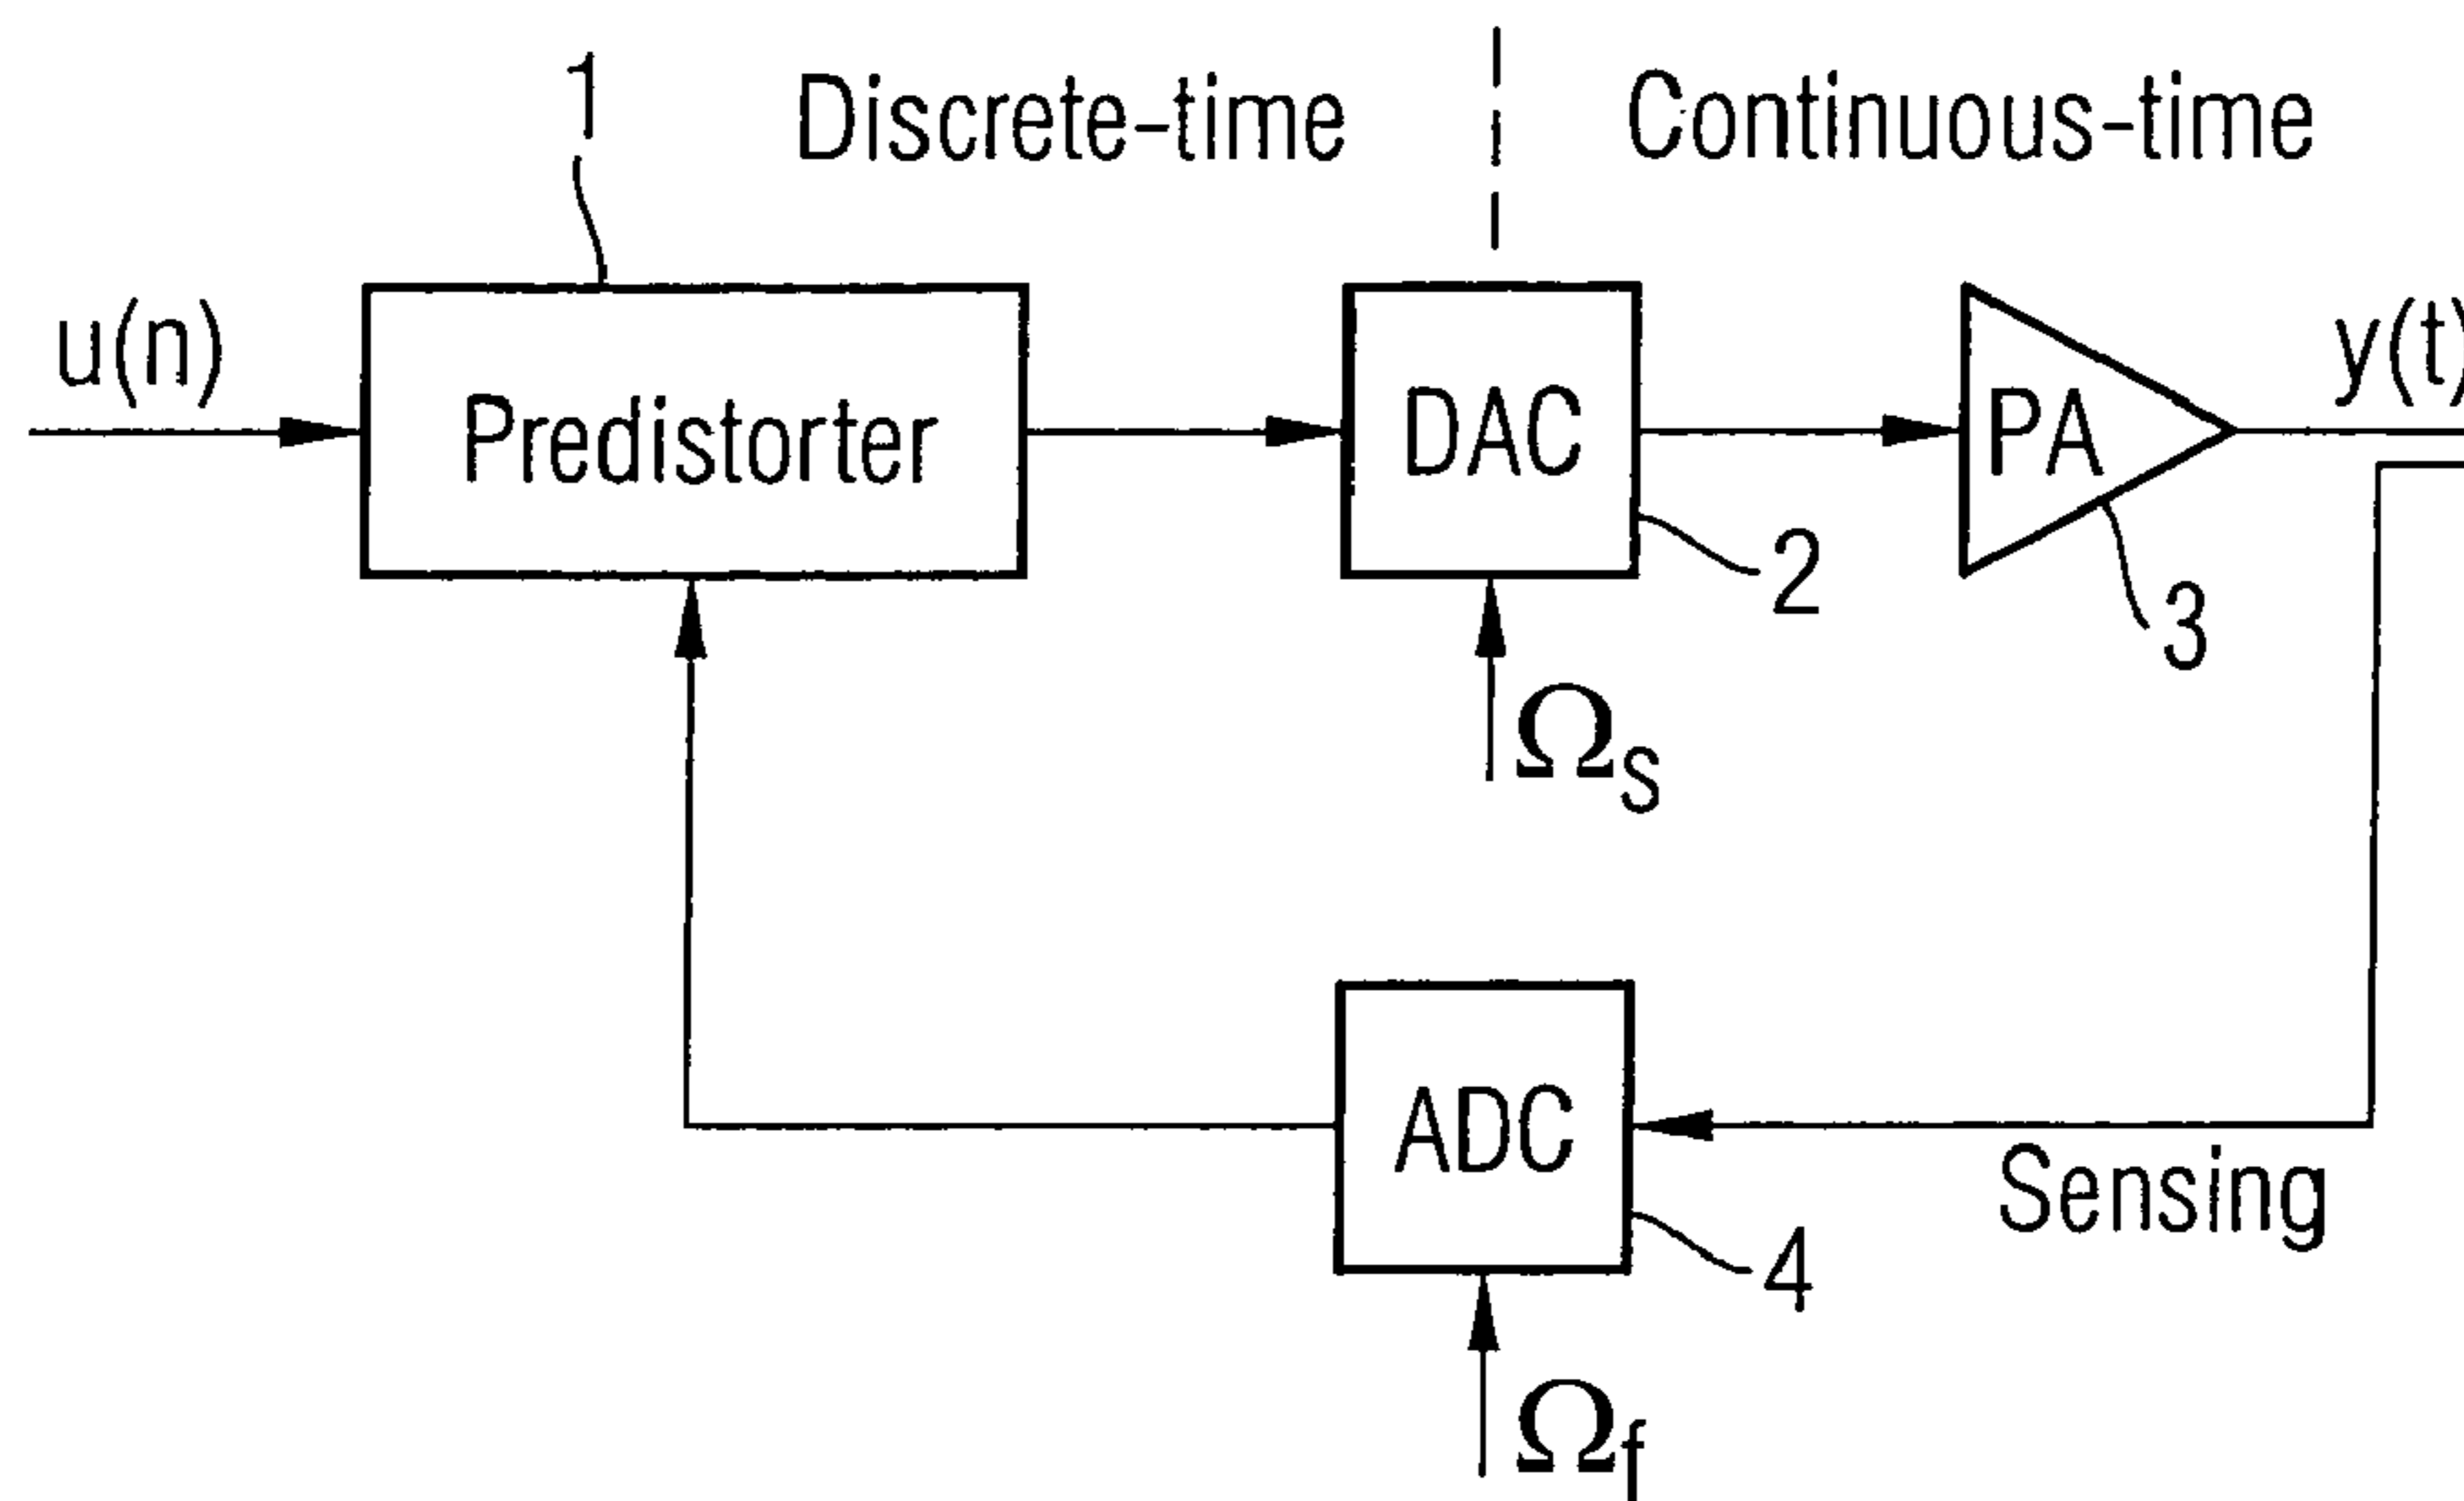 1
Discrete-time
Continuous-time
u(n)
Predistorter
DAC
PA
y(t)
2
3
Ωs
ADC
Sensing
4
Ωf